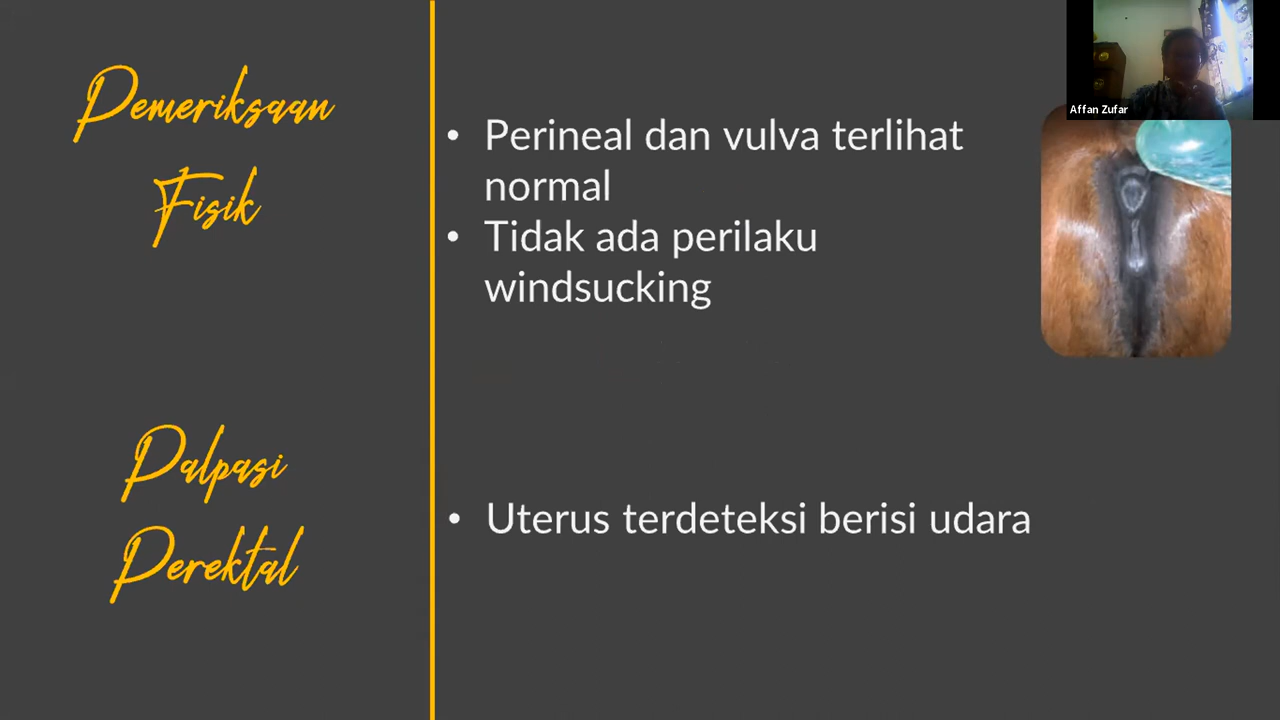 Pemeriksaan
Fisik
• Perineal dan vulva terlihat
normal
• Tidak ada perilaku
windsucking
Affan Zufar
Palpasi
Perektal
• Uterus terdeteksi berisi udara